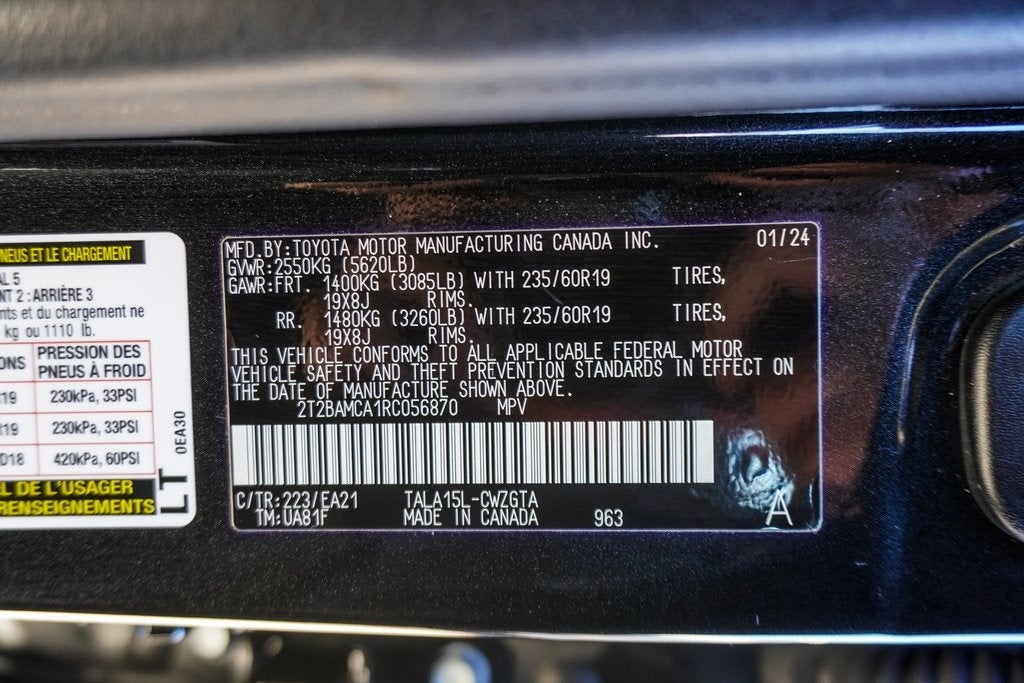 PNEUS ET LE CHARGEMENT
AL 5
NT 2 : ARRIÈRE 3
nts et du chargement ne
kg ou 1110 lb.
ONS
PRESSION DES
PNEUS À FROID
R19
230kPa, 33PSI
R19
230kPa, 33PSI
D18
420kPa, 60PSI
EL DE L'USAGER
RENSEIGNEMENTS
0EA30
LT
MFD.BY:TOYOTA MOTOR MANUFACTURING CANADA INC. 01/24
GVWR:2550KG (5620LB)
GAWR:FRT. 1400KG (3085LB) WITH 235/60R19 TIRES,
19X8J RIMS.
RR. 1480KG (3260LB) WITH 235/60R19 TIRES,
19X8J RIMS.
THIS VEHICLE CONFORMS TO ALL APPLICABLE FEDERAL MOTOR
VEHICLE SAFETY AND THEFT PREVENTION STANDARDS IN EFFECT ON
THE DATE OF MANUFACTURE SHOWN ABOVE.
2T2BAMCA1RC056870 MPV
C/TR:223/EA21 TALA15L-CWZGTA
TM:UA81F MADE IN CANADA 963 A